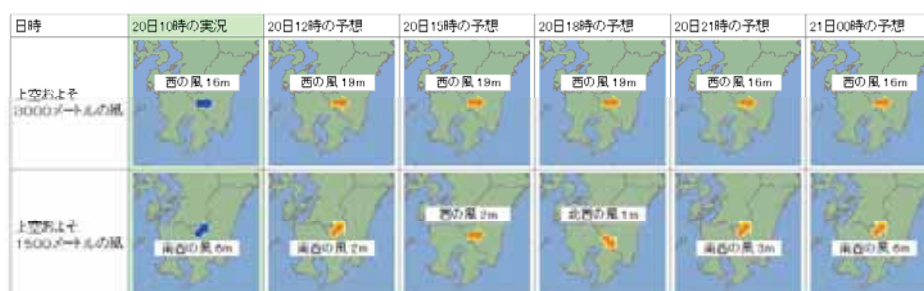 日時
20日10時の実況
20日12時の予想
20日15時の予想
20日18時の予想
20日21時の予想
21日00時の予想
上空およそ
3000メートルの風
西の風 16m
西の風 19m
西の風 19m
西の風 19m
西の風 16m
西の風 16m
上空およそ
1500メートルの風
南西の風 6m
南西の風 2m
西の風 2m
北西の風 1m
南西の風 3m
南西の風 6m